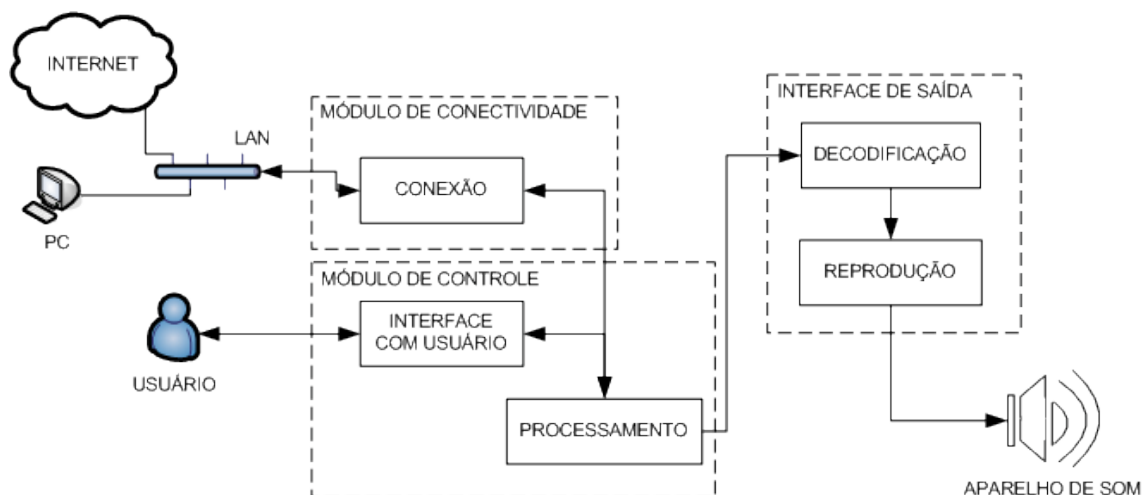 INTERNET
LAN
PC
MÓDULO DE CONECTIVIDADE
CONEXÃO
MÓDULO DE CONTROLE
INTERFACE
COM USUÁRIO
USUÁRIO
PROCESSAMENTO
INTERFACE DE SAÍDA
DECODIFICAÇÃO
REPRODUÇÃO
APARELHO DE SOM